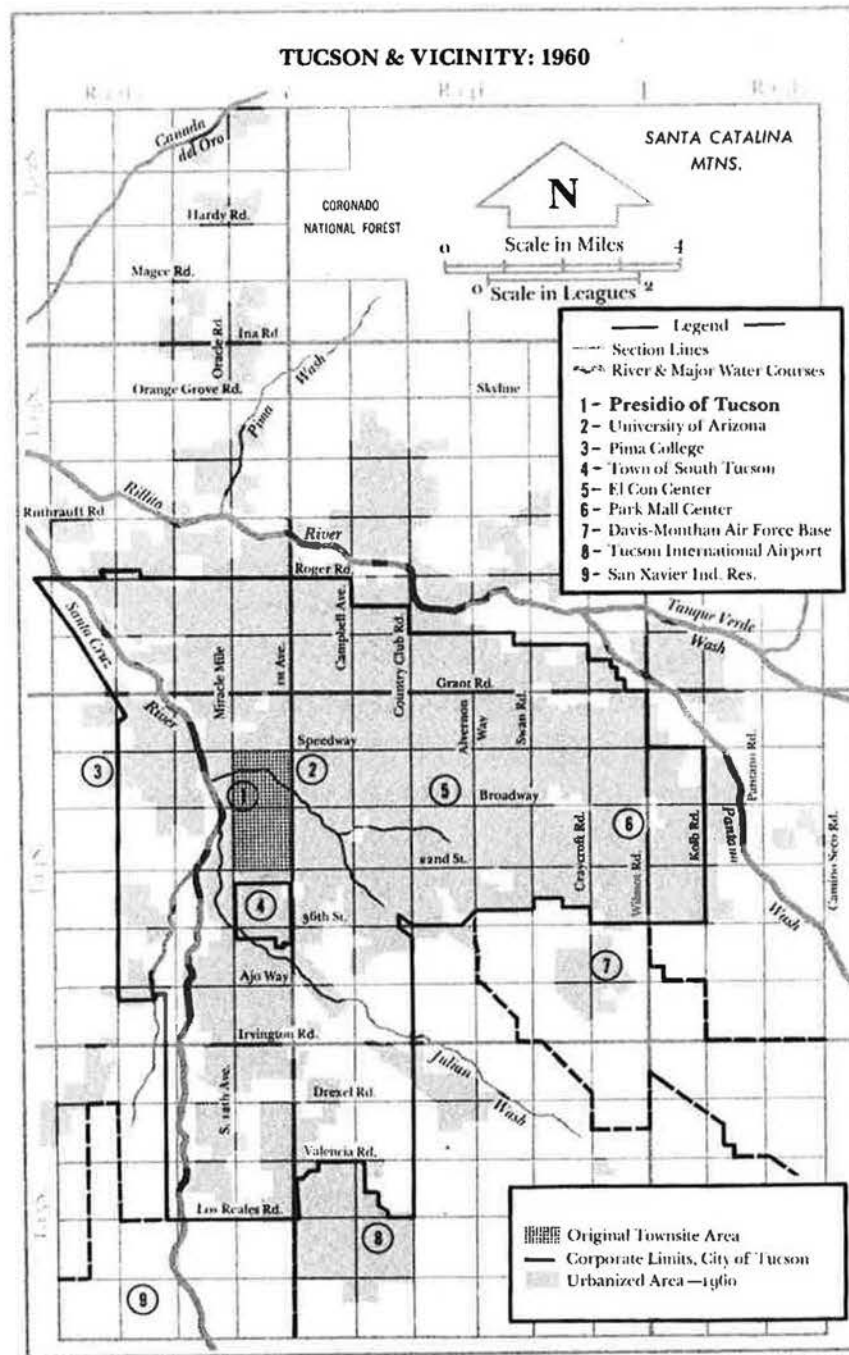 TUCSON & VICINITY: 1960
SANTA CATALINA
MTNS.
Canada
del Oro
N
CORONADO
NATIONAL FOREST
Hardy Rd.
Scale in Miles
0 4
0 2
Scale in Leagues
Magee Rd.
Oracle Rd.
Ina Rd
Orange Grove Rd.
Pima Wash
Skyline
Legend
Section Lines
River & Major Water Courses
1 - Presidio of Tucson
2 - University of Arizona
3 - Pima College
4 - Town of South Tucson
5 - El Con Center
6 - Park Mall Center
7 - Davis-Monthan Air Force Base
8 - Tucson International Airport
9 - San Xavier Ind. Res.
Rillito River
Ruthrauff Rd
Roger Rd.
Santa Cruz River
Tanque Verde Wash
Miracle Mile
1st Ave.
Campbell Ave.
Country Club Rd.
Grant Rd.
Alvernon Way
Swan Rd.
Speedway
3
2
1
5
Broadway
6
Craycroft Rd.
Wilmot Rd.
Kolb Rd.
Pantano Rd.
Pantano Wash
Camino Seco Rd.
22nd St.
4
36th St.
7
Ajo Way
Irvington Rd.
Julian Wash
S. 12th Ave.
Drexel Rd.
Valencia Rd.
Los Reales Rd.
8
9
Original Townsite Area
Corporate Limits, City of Tucson
Urbanized Area—1960